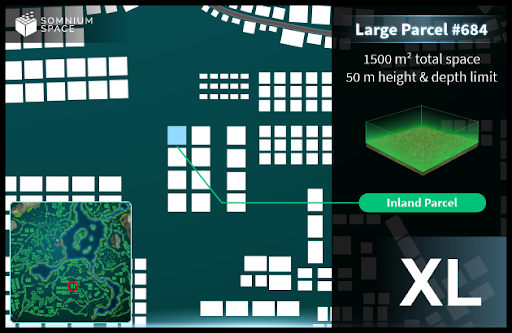 SOMNIUM
SPACE
Large Parcel #684
1500 m² total space
50 m height & depth limit
Inland Parcel
XL